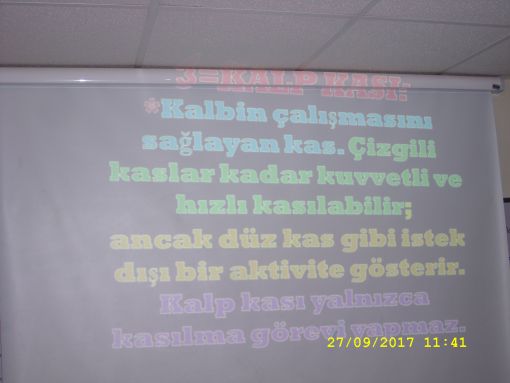 3=KALP KASI:
*Kalbin çalışmasını
sağlayan kas. Çizgili
kaslar kadar kuvvetli ve
hızlı kasılabilir;
ancak düz kas gibi istek
dışı bir aktivite gösterir.
Kalp kası yalnızca
kasılma görevi yapmaz.
27/09/2017 11:41